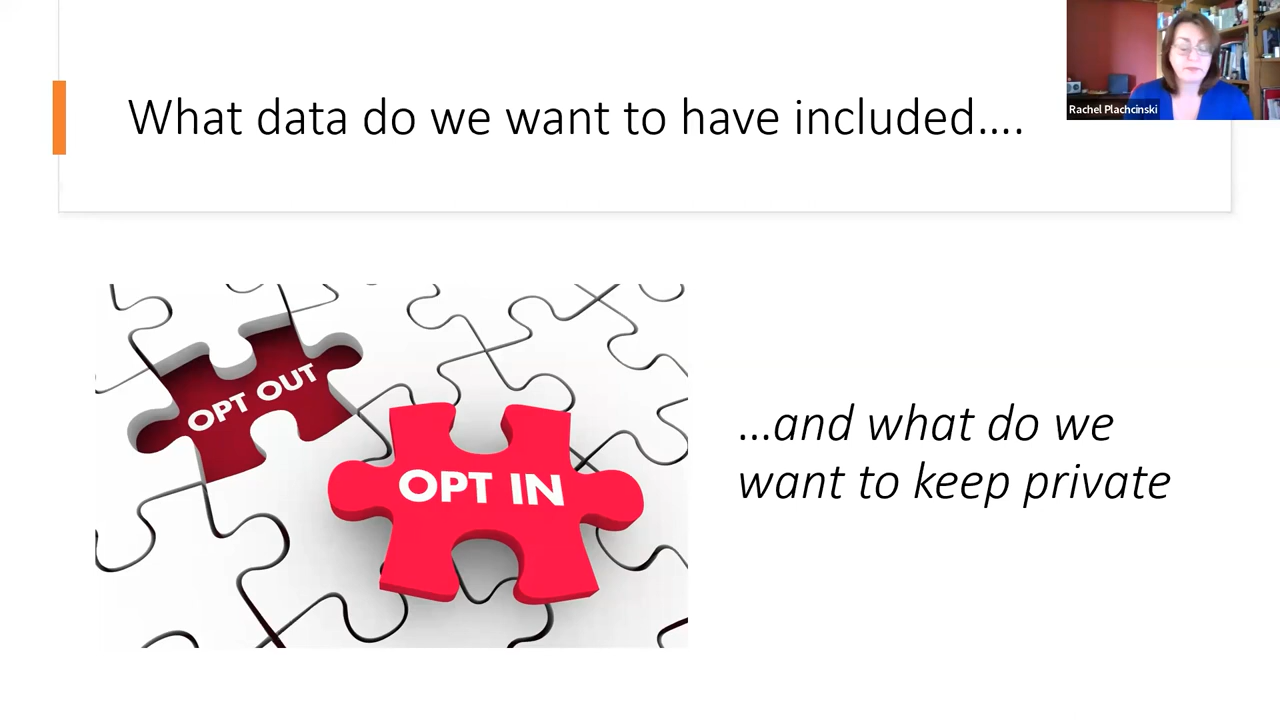 What data do we want to have included....
Rachel Plachcinski
OPT OUT
OPT IN
...and what do we
want to keep private